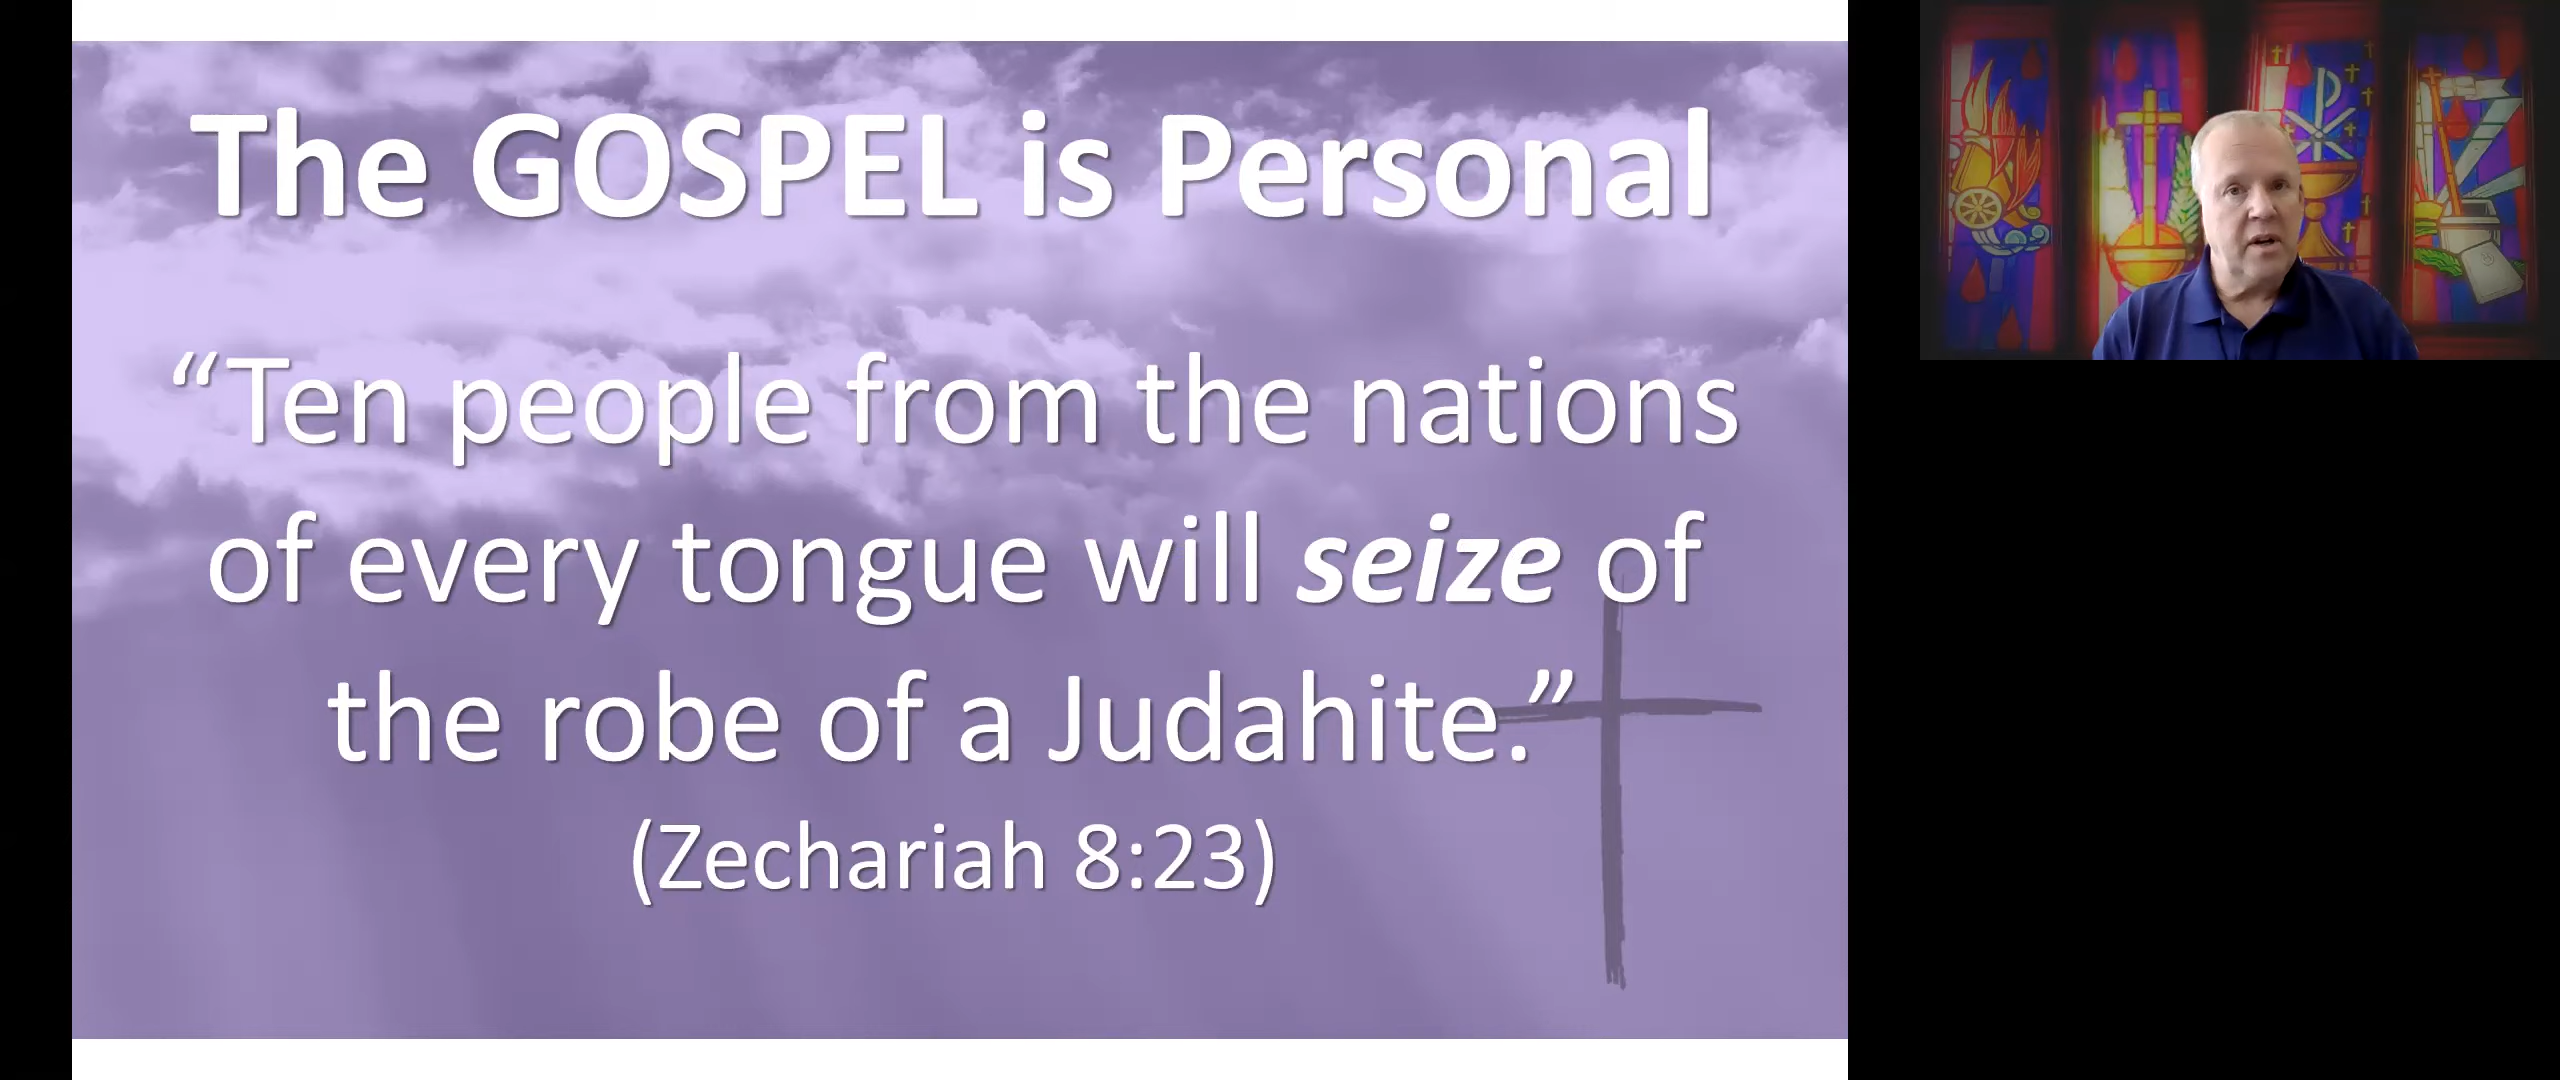 The GOSPEL is Personal
“Ten people from the nations
of every tongue will seize of
the robe of a Judahite.”
(Zechariah 8:23)